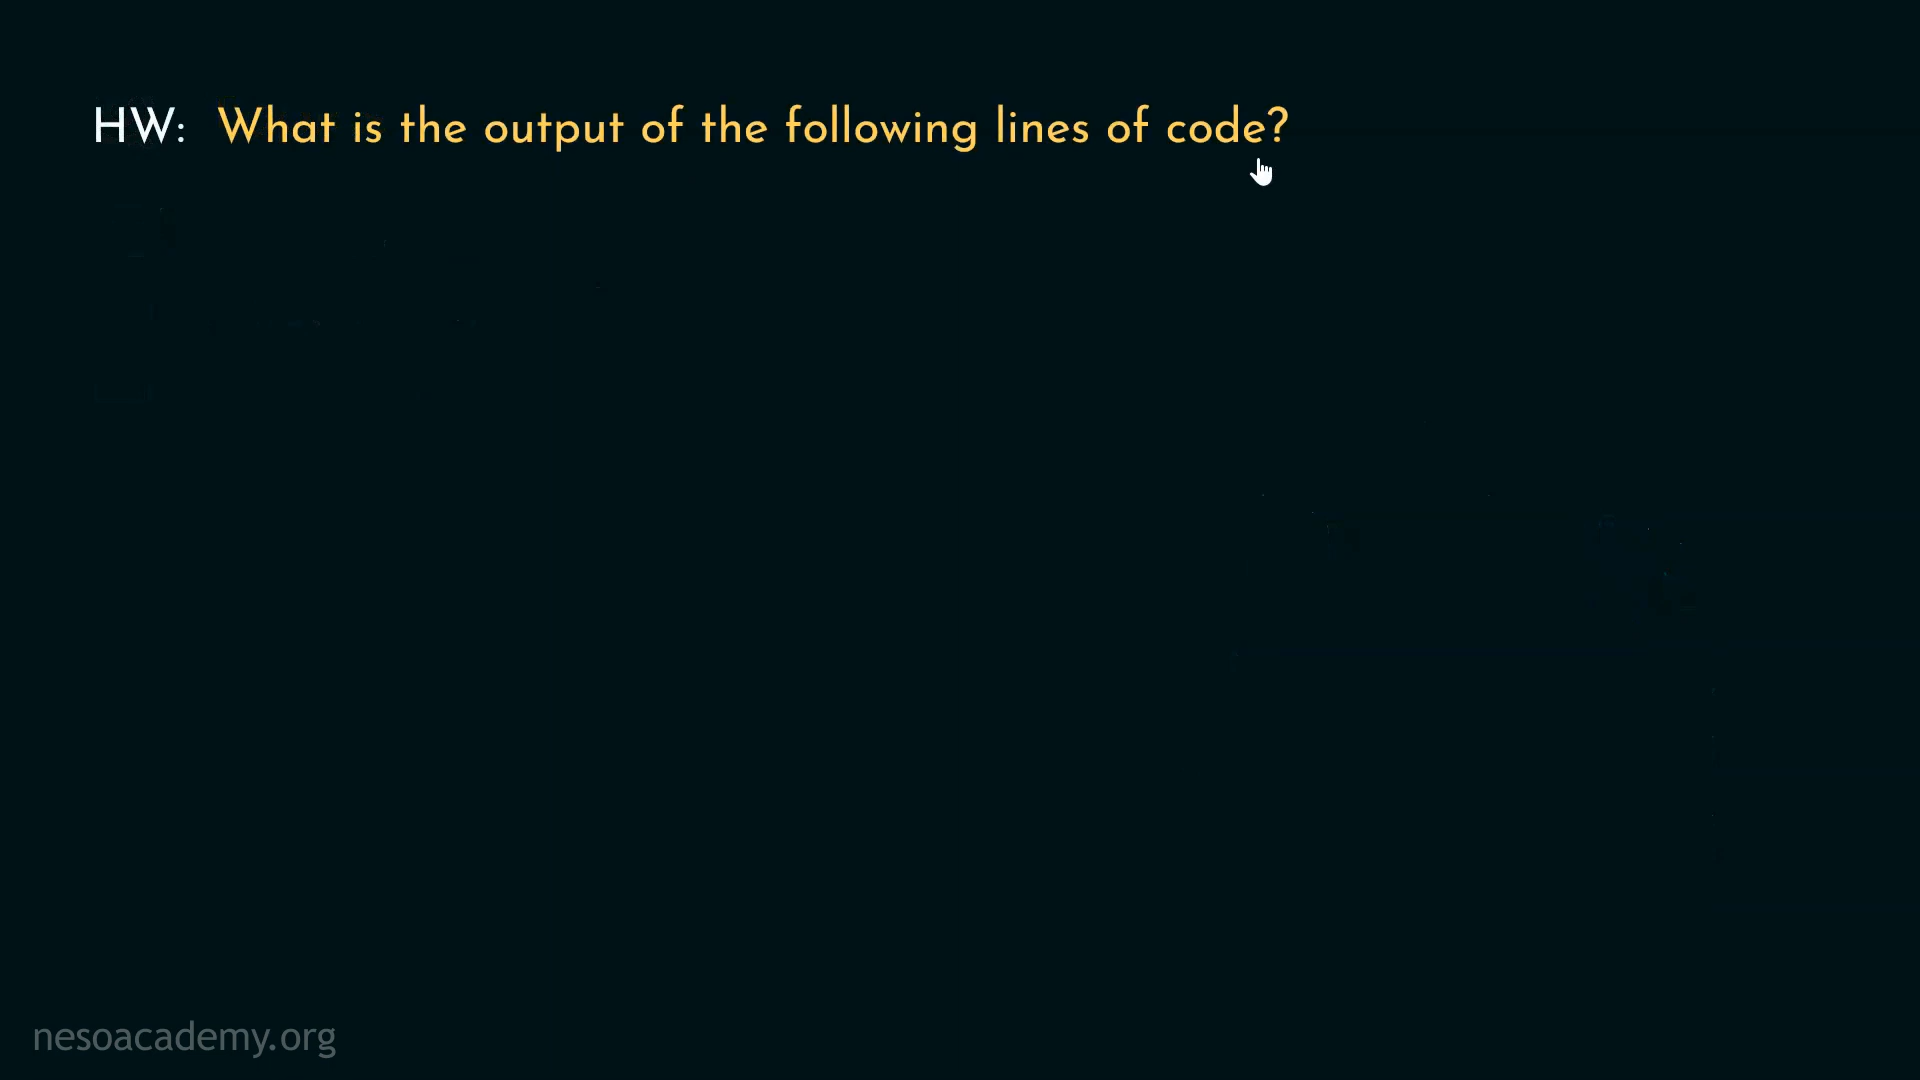 HW: What is the output of the following lines of code?
nesoacademy.org